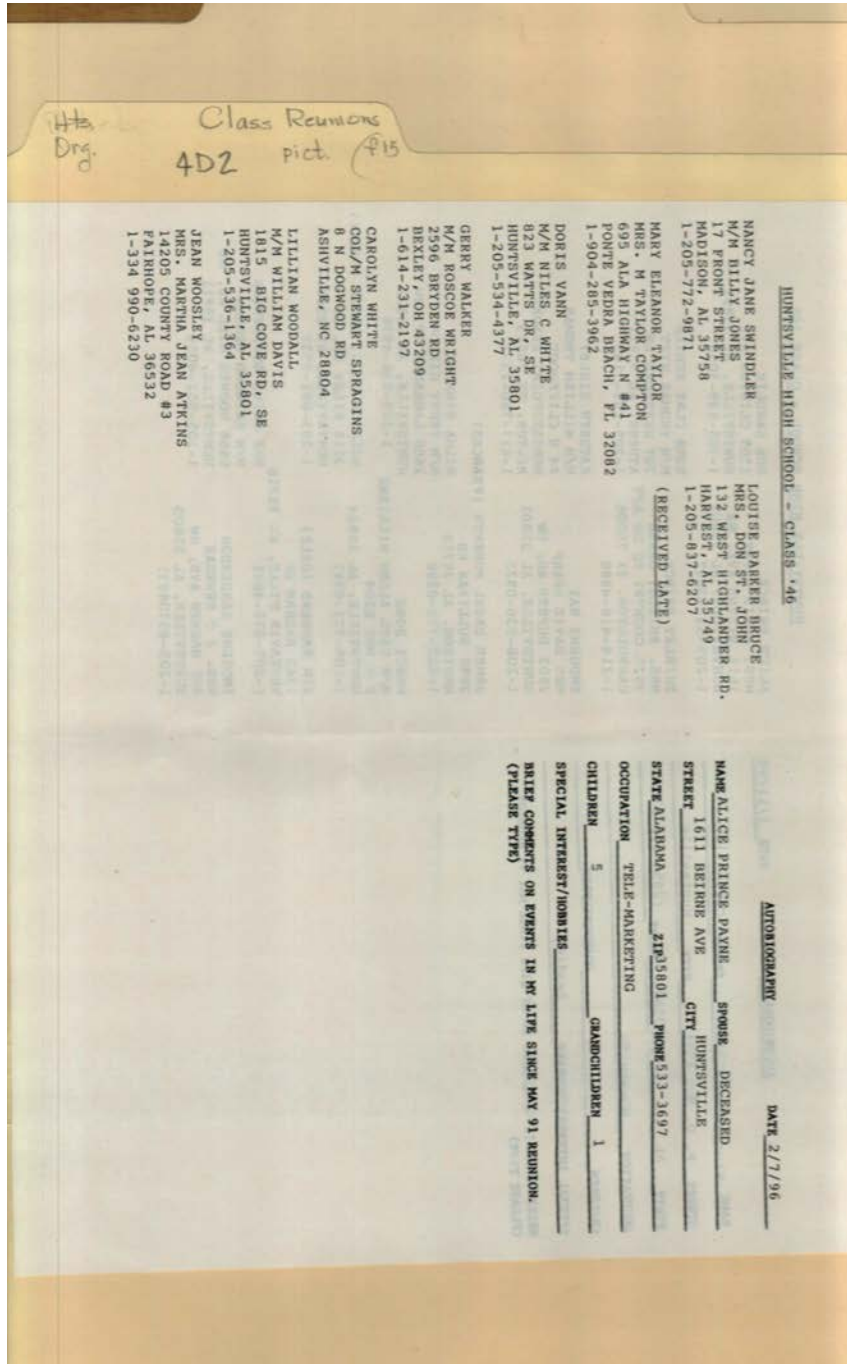 Class Reunions
Drg. 4D2 pict. f15
HUNTSVILLE HIGH SCHOOL - CLASS '46
NANCY JANE SWINDLER
M/M BILLY JONES
17 FRONT STREET
MADISON, AL 35758
1-205-772-9871
MARY ELEANOR TAYLOR
MRS. M TAYLOR COMPTON
695 ALA HIGHWAY N #41
PONTE VEDRA BEACH, FL 32082
1-904-285-3962
DORIS VANN
M/M NILES C WHITE
823 WATTS DR, SE
HUNTSVILLE, AL 35801
1-205-534-4377
GERRY WALKER
M/M ROSCOE WRIGHT
2596 BRYDEN RD
BEXLEY, OH 43209
1-614-231-2197
CAROLYN WHITE
COL/M STEWART SPRAGINS
8 N DOGWOOD RD
ASHVILLE, NC 28804
LILLIAN WOODALL
M/M WILLIAM DAVIS
1815 BIG COVE RD, SE
HUNTSVILLE, AL 35801
1-205-536-1364
JEAN WOOSLEY
MRS. MARTHA JEAN ATKINS
14205 COUNTY ROAD #3
FAIRHOPE, AL 36532
1-334 990-6230
LOUISE PARKER BRUCE
MRS. DON ST. JOHN
132 WEST HIGHLANDER RD.
HARVEST, AL 35749
1-205-837-6207
(RECEIVED LATE)
AUTOBIOGRAPHY DATE 2/7/96
NAME ALICE PRINCE PAYNE SPOUSE DECEASED
STREET 1611 BEIRNE AVE CITY HUNTSVILLE
STATE ALABAMA ZIP 35801 PHONE 533-3697
OCCUPATION TELE-MARKETING
CHILDREN 5 GRANDCHILDREN 1
SPECIAL INTEREST/HOBBIES
BRIEF COMMENTS ON EVENTS IN MY LIFE SINCE MAY 91 REUNION.
(PLEASE TYPE)